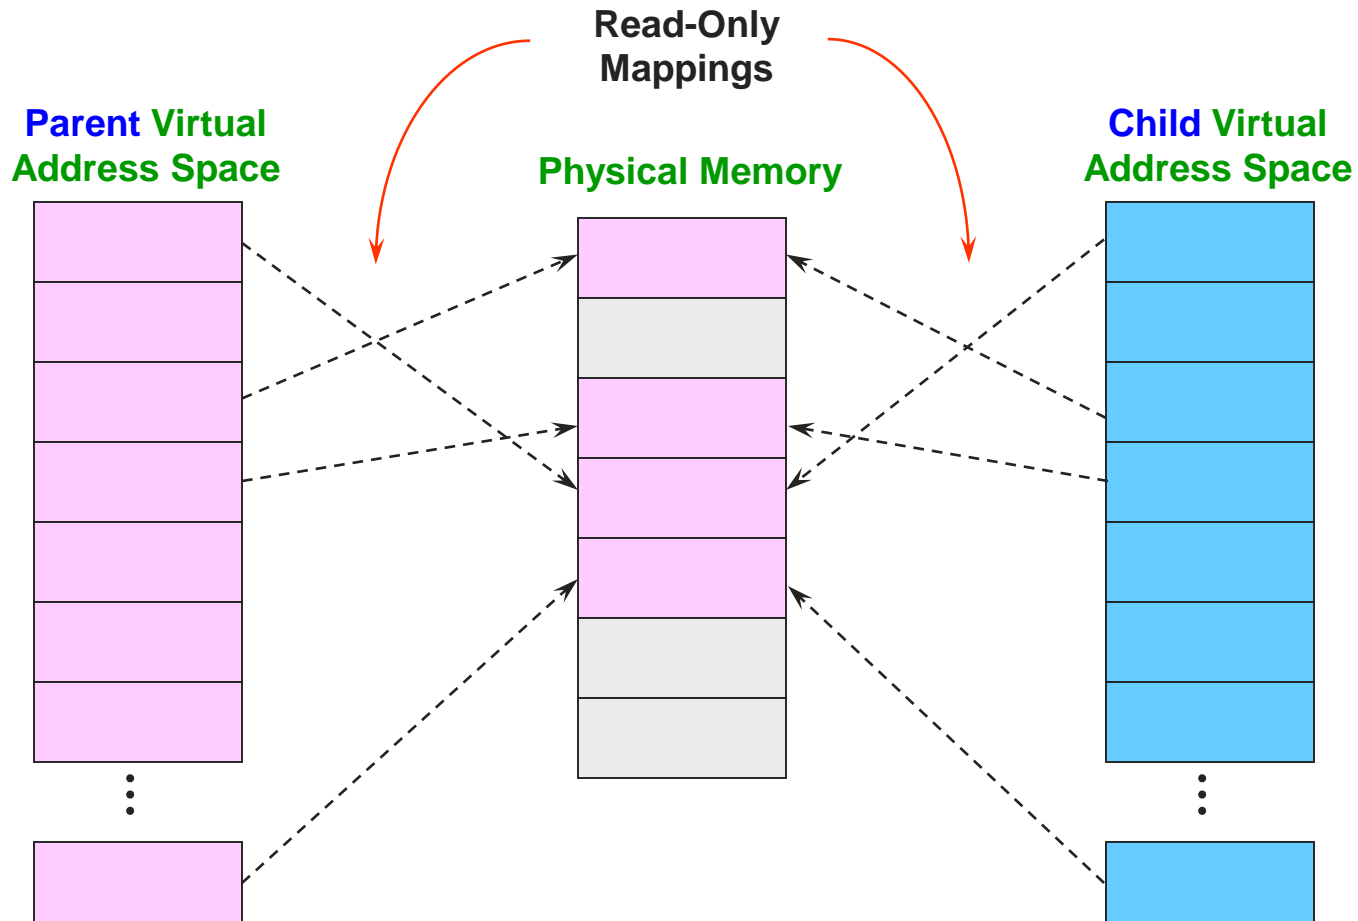 Read-Only
Mappings
Parent Virtual
Address Space
Physical Memory
Child Virtual
Address Space